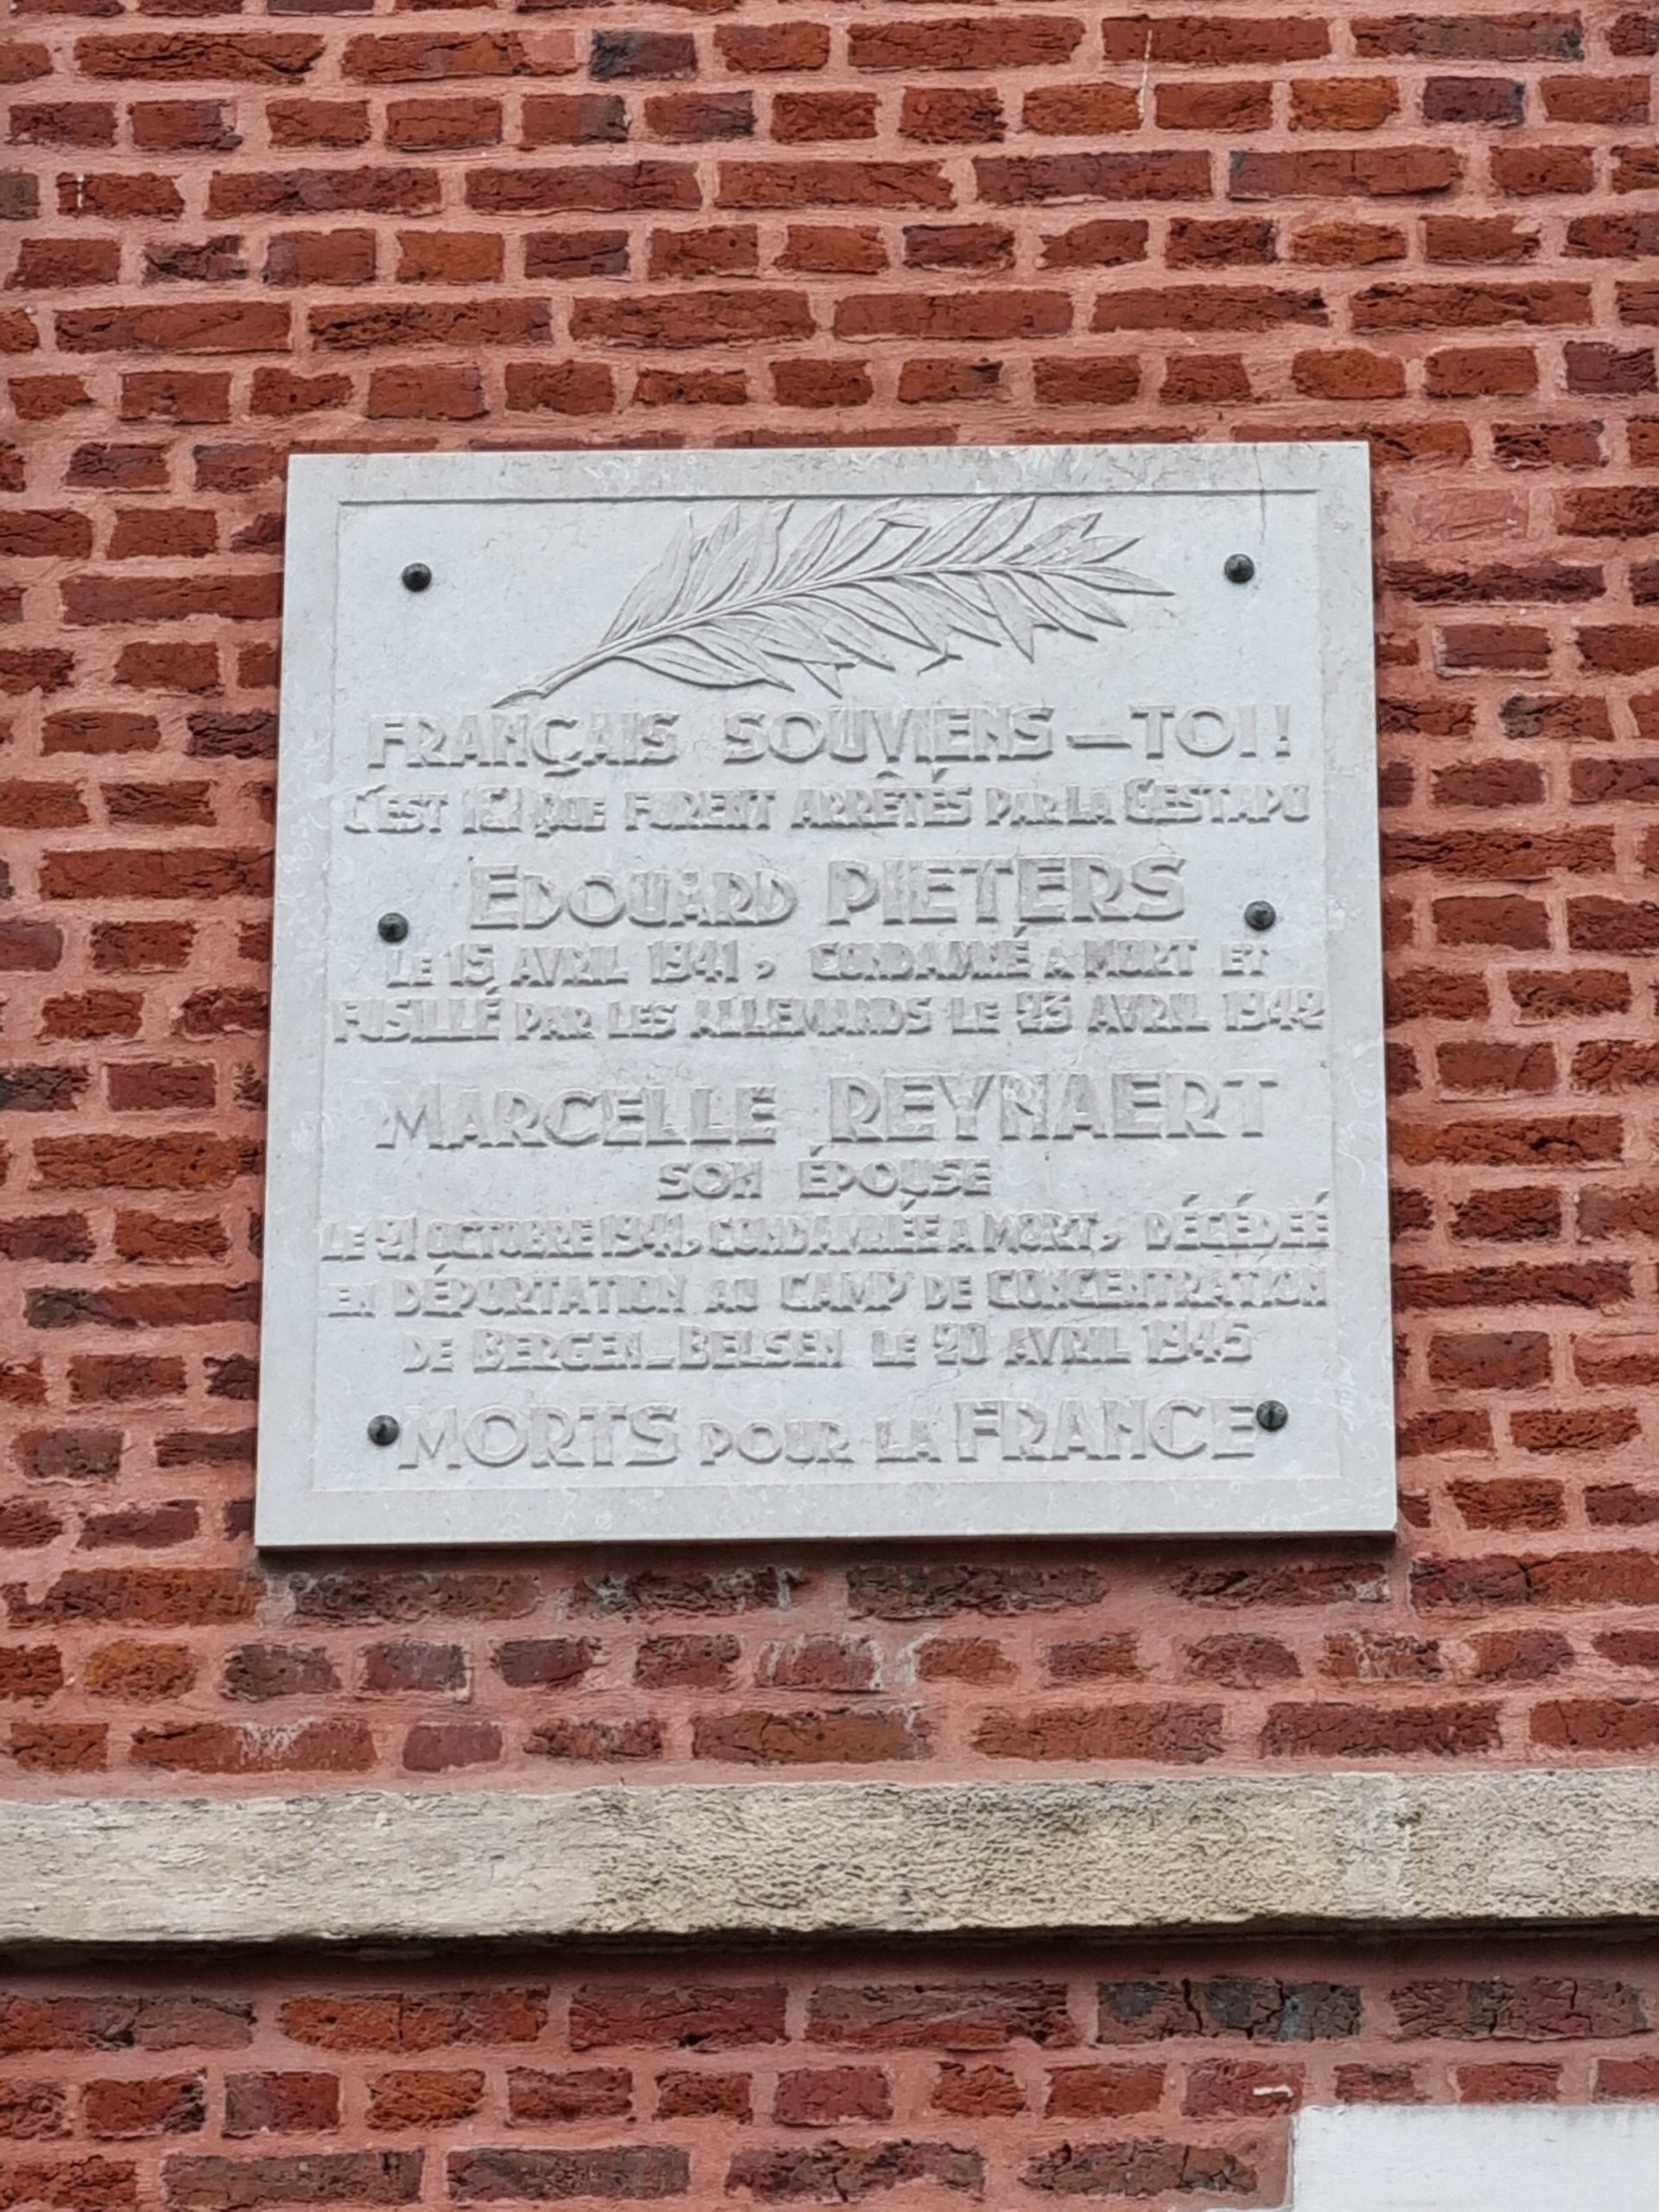 FRANÇAIS SOUVIENS-TOI!
C'EST ICI QUE FURENT ARRÊTÉS PAR LA GESTAPO
EDOUARD PIETERS
LE 15 AVRIL 1941, CONDAMNÉ A MORT ET
FUSILLÉ PAR LES ALLEMANDS LE 23 AVRIL 1942
MARCELLE REYNAERT
SON ÉPOUSE
LE 21 OCTOBRE 1941, CONDAMNÉE A MORT, DÉCÉDEÉ
EN DÉPORTATION AU CAMP DE CONCENTRATION
DE BERGEN-BELSEN LE 20 AVRIL 1945
MORTS POUR LA FRANCE